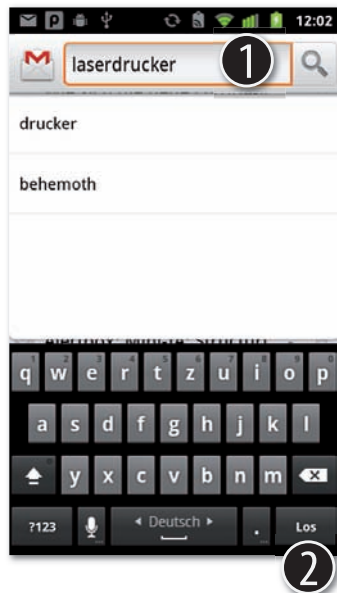 12:02
laserdrucker
1
drucker
behemoth
q w e r t z u i o p
a s d f g h j k l
y x c v b n m
?123 Deutsch . Los
2